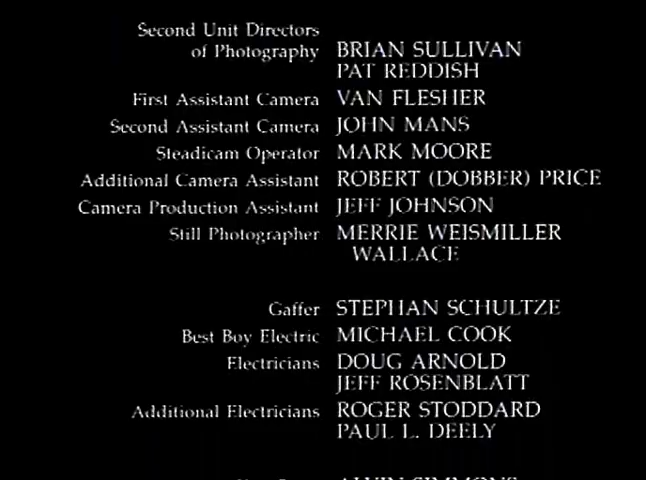 Second Unit Directors
of Photography BRIAN SULLIVAN
PAT REDDISH
First Assistant Camera VAN FLESHER
Second Assistant Camera JOHN MANS
Steadicam Operator MARK MOORE
Additional Camera Assistant ROBERT (DOBBER) PRICE
Camera Production Assistant JEFF JOHNSON
Still Photographer MERRIE WEISMILLER
WALLACE
Gaffer STEPHAN SCHULTZE
Best Boy Electric MICHAEL COOK
Electricians DOUG ARNOLD
JEFF ROSENBLATT
Additional Electricians ROGER STODDARD
PAUL L. DEELY
ALVIN SIMMONS